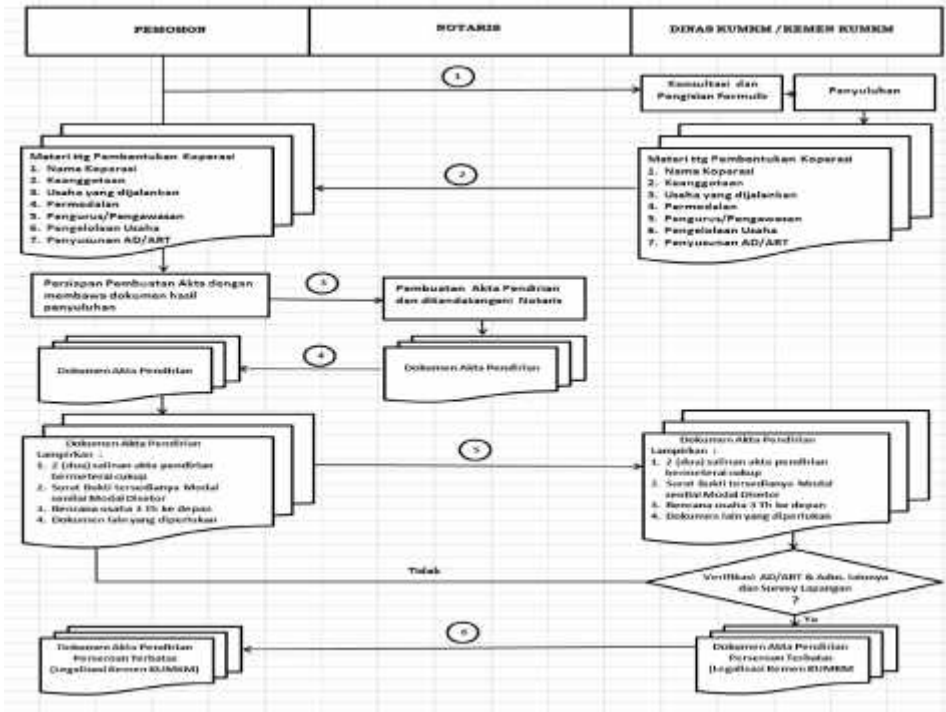 PEMOHON
NOTARIS
DINAS KUMKM / KEMEN KUMKM
1
Konsultasi dan
Pengisian Formulir
Penyuluhan
Materi ttg Pembentukan Koperasi
1. Nama Koperasi
2. Keanggotaan
3. Usaha yang dijalankan
4. Permodalan
5. Pengurus/Pengawasan
6. Pengelolaan Usaha
7. Penyusunan AD/ART
2
Materi ttg Pembentukan Koperasi
1. Nama Koperasi
2. Keanggotaan
3. Usaha yang dijalankan
4. Permodalan
5. Pengurus/Pengawasan
6. Pengelolaan Usaha
7. Penyusunan AD/ART
Persiapan Pembuatan Akta dengan
membawa dokumen hasil
penyuluhan
3
Pembuatan Akta Pendirian
dan ditandatangani Notaris
Dokumen Akta Pendirian
4
Dokumen Akta Pendirian
Dokumen Akta Pendirian
Lampirkan :
1. 2 (dua) salinan akta pendirian
bermeterai cukup
2. Surat Bukti tersedianya Modal
senilai Modal Disetor
3. Rencana usaha 3 Th ke depan
4. Dokumen lain yang diperlukan
5
Dokumen Akta Pendirian
Lampirkan :
1. 2 (dua) salinan akta pendirian
bermeterai cukup
2. Surat Bukti tersedianya Modal
senilai Modal Disetor
3. Rencana usaha 3 Th ke depan
4. Dokumen lain yang diperlukan
Tidak
Verifikasi AD/ART & Adm. lainnya
dan Survey Lapangan
?
Ya
Dokumen Akta Pendirian
Perseroan Terbatas
(Legalisasi Kemen KUMKM)
6
Dokumen Akta Pendirian
Perseroan Terbatas
(Legalisasi Kemen KUMKM